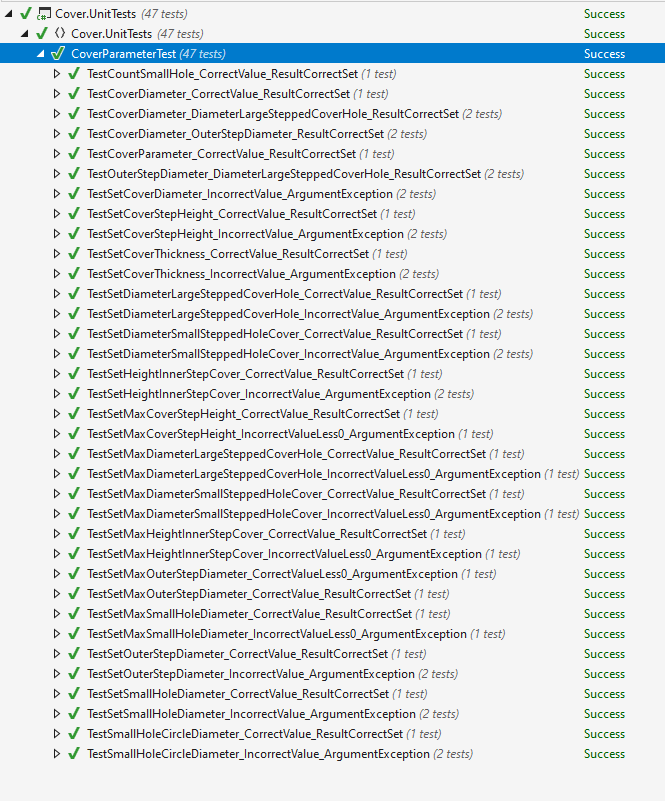 Cover.UnitTests (47 tests) Success
Cover.UnitTests (47 tests) Success
CoverParameterTest (47 tests) Success
TestCountSmallHole_CorrectValue_ResultCorrectSet (1 test) Success
TestCoverDiameter_CorrectValue_ResultCorrectSet (1 test) Success
TestCoverDiameter_DiameterLargeSteppedCoverHole_ResultCorrectSet (2 tests) Success
TestCoverDiameter_OuterStepDiameter_ResultCorrectSet (2 tests) Success
TestCoverParameter_CorrectValue_ResultCorrectSet (1 test) Success
TestOuterStepDiameter_DiameterLargeSteppedCoverHole_ResultCorrectSet (2 tests) Success
TestSetCoverDiameter_IncorrectValue_ArgumentException (2 tests) Success
TestSetCoverStepHeight_CorrectValue_ResultCorrectSet (1 test) Success
TestSetCoverStepHeight_IncorrectValue_ArgumentException (2 tests) Success
TestSetCoverThickness_CorrectValue_ResultCorrectSet (1 test) Success
TestSetCoverThickness_IncorrectValue_ArgumentException (2 tests) Success
TestSetDiameterLargeSteppedCoverHole_CorrectValue_ResultCorrectSet (1 test) Success
TestSetDiameterLargeSteppedCoverHole_IncorrectValue_ArgumentException (2 tests) Success
TestSetDiameterSmallSteppedHoleCover_CorrectValue_ResultCorrectSet (1 test) Success
TestSetDiameterSmallSteppedHoleCover_IncorrectValue_ArgumentException (2 tests) Success
TestSetHeightInnerStepCover_CorrectValue_ResultCorrectSet (1 test) Success
TestSetHeightInnerStepCover_IncorrectValue_ArgumentException (2 tests) Success
TestSetMaxCoverStepHeight_CorrectValue_ResultCorrectSet (1 test) Success
TestSetMaxCoverStepHeight_IncorrectValueLess0_ArgumentException (1 test) Success
TestSetMaxDiameterLargeSteppedCoverHole_CorrectValue_ResultCorrectSet (1 test) Success
TestSetMaxDiameterLargeSteppedCoverHole_IncorrectValueLess0_ArgumentException (1 test) Success
TestSetMaxDiameterSmallSteppedHoleCover_CorrectValue_ResultCorrectSet (1 test) Success
TestSetMaxDiameterSmallSteppedHoleCover_IncorrectValueLess0_ArgumentException (1 test) Success
TestSetMaxHeightInnerStepCover_CorrectValue_ResultCorrectSet (1 test) Success
TestSetMaxHeightInnerStepCover_IncorrectValueLess0_ArgumentException (1 test) Success
TestSetMaxOuterStepDiameter_CorrectValueLess0_ArgumentException (1 test) Success
TestSetMaxOuterStepDiameter_CorrectValue_ResultCorrectSet (1 test) Success
TestSetMaxSmallHoleDiameter_CorrectValue_ResultCorrectSet (1 test) Success
TestSetMaxSmallHoleDiameter_IncorrectValueLess0_ArgumentException (1 test) Success
TestSetOuterStepDiameter_CorrectValue_ResultCorrectSet (1 test) Success
TestSetOuterStepDiameter_IncorrectValue_ArgumentException (2 tests) Success
TestSetSmallHoleDiameter_CorrectValue_ResultCorrectSet (1 test) Success
TestSetSmallHoleDiameter_IncorrectValue_ArgumentException (2 tests) Success
TestSmallHoleCircleDiameter_CorrectValue_ResultCorrectSet (1 test) Success
TestSmallHoleCircleDiameter_IncorrectValue_ArgumentException (2 tests) Success